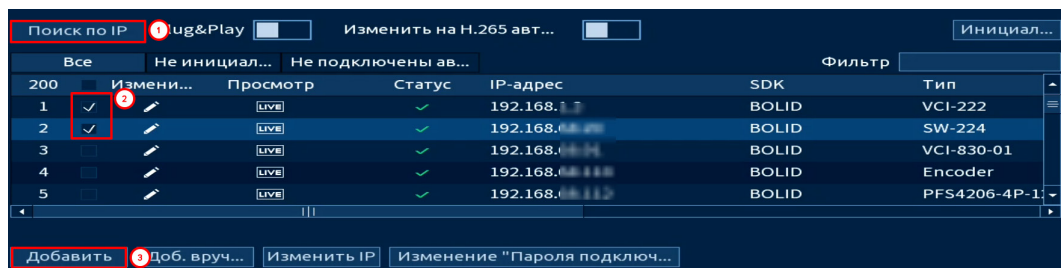 Поиск по IP 1 lug&Play Изменить на H.265 авт... Инициал...
Все Не инициал... Не подключены ав... Фильтр
200 Измени... Просмотр Статус IP-адрес SDK Тип
2
1 LIVE 192.168. BOLID VCI-222
2 LIVE 192.168. BOLID SW-224
3 LIVE 192.168. BOLID VCI-830-01
4 LIVE 192.168. BOLID Encoder
5 LIVE 192.168. BOLID PFS4206-4P-1
Добавить 3 Доб. вруч... Изменить IP Изменение "Пароля подключ...